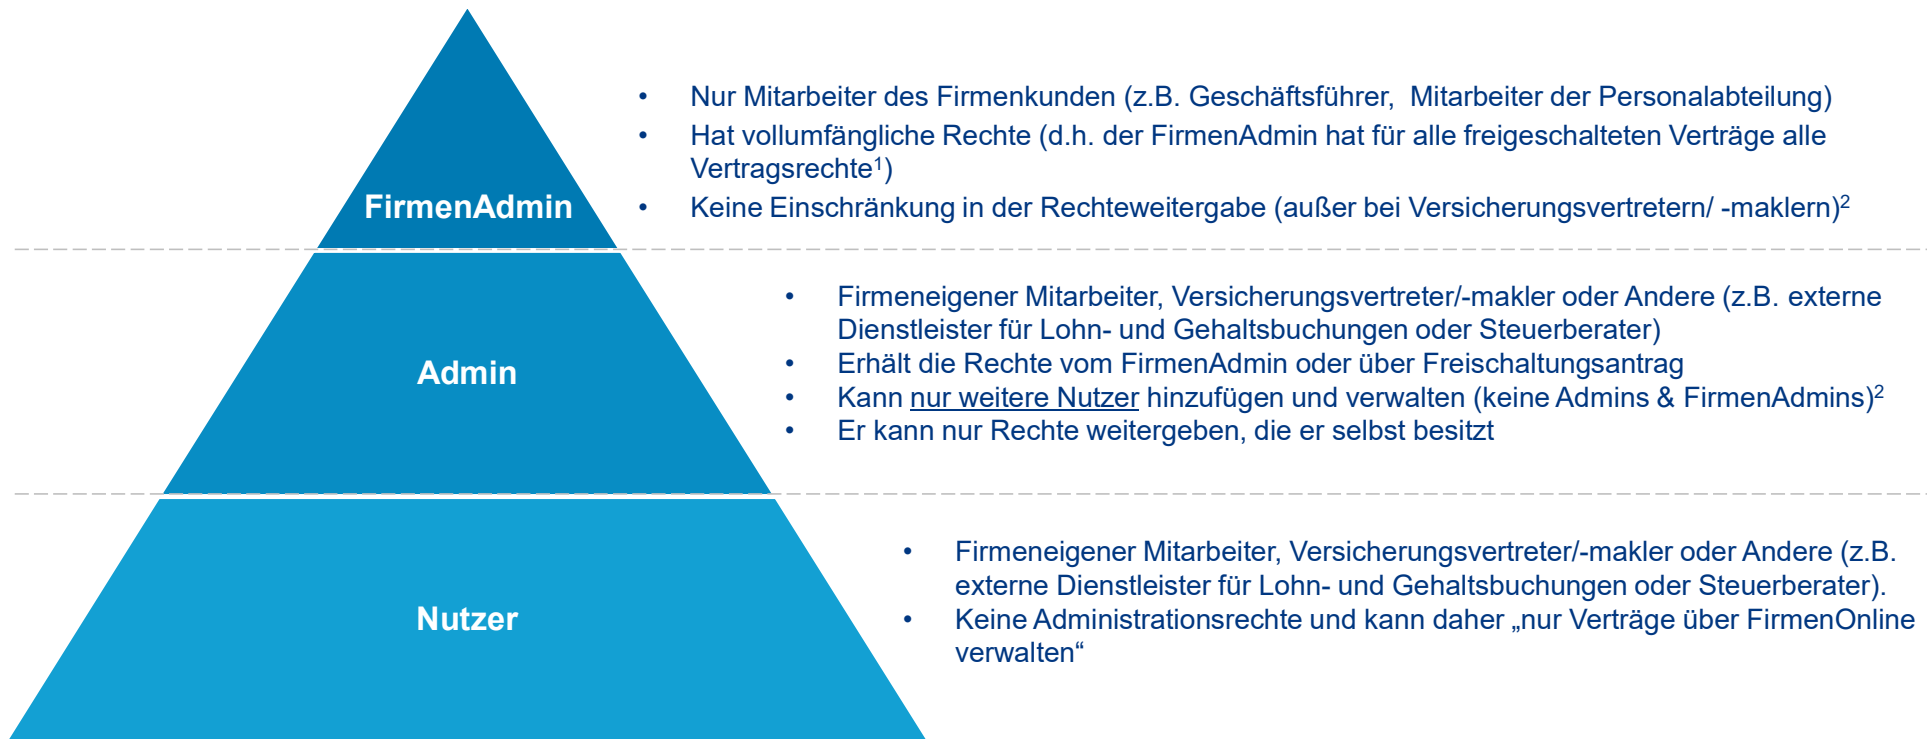 • Nur Mitarbeiter des Firmenkunden (z.B. Geschäftsführer,  Mitarbeiter der Personalabteilung)
• Hat vollumfängliche Rechte (d.h. der FirmenAdmin hat für alle freigeschalteten Verträge alle
Vertragsrechte¹)
• Keine Einschränkung in der Rechteweitergabe (außer bei Versicherungsvertretern/ -maklern)²
FirmenAdmin
• Firmeneigener Mitarbeiter, Versicherungsvertreter/-makler oder Andere (z.B. externe
Dienstleister für Lohn- und Gehaltsbuchungen oder Steuerberater)
• Erhält die Rechte vom FirmenAdmin oder über Freischaltungsantrag
• Kann nur weitere Nutzer hinzufügen und verwalten (keine Admins & FirmenAdmins)²
• Er kann nur Rechte weitergeben, die er selbst besitzt
Admin
• Firmeneigener Mitarbeiter, Versicherungsvertreter/-makler oder Andere (z.B.
externe Dienstleister für Lohn- und Gehaltsbuchungen oder Steuerberater).
• Keine Administrationsrechte und kann daher „nur Verträge über FirmenOnline
verwalten“
Nutzer